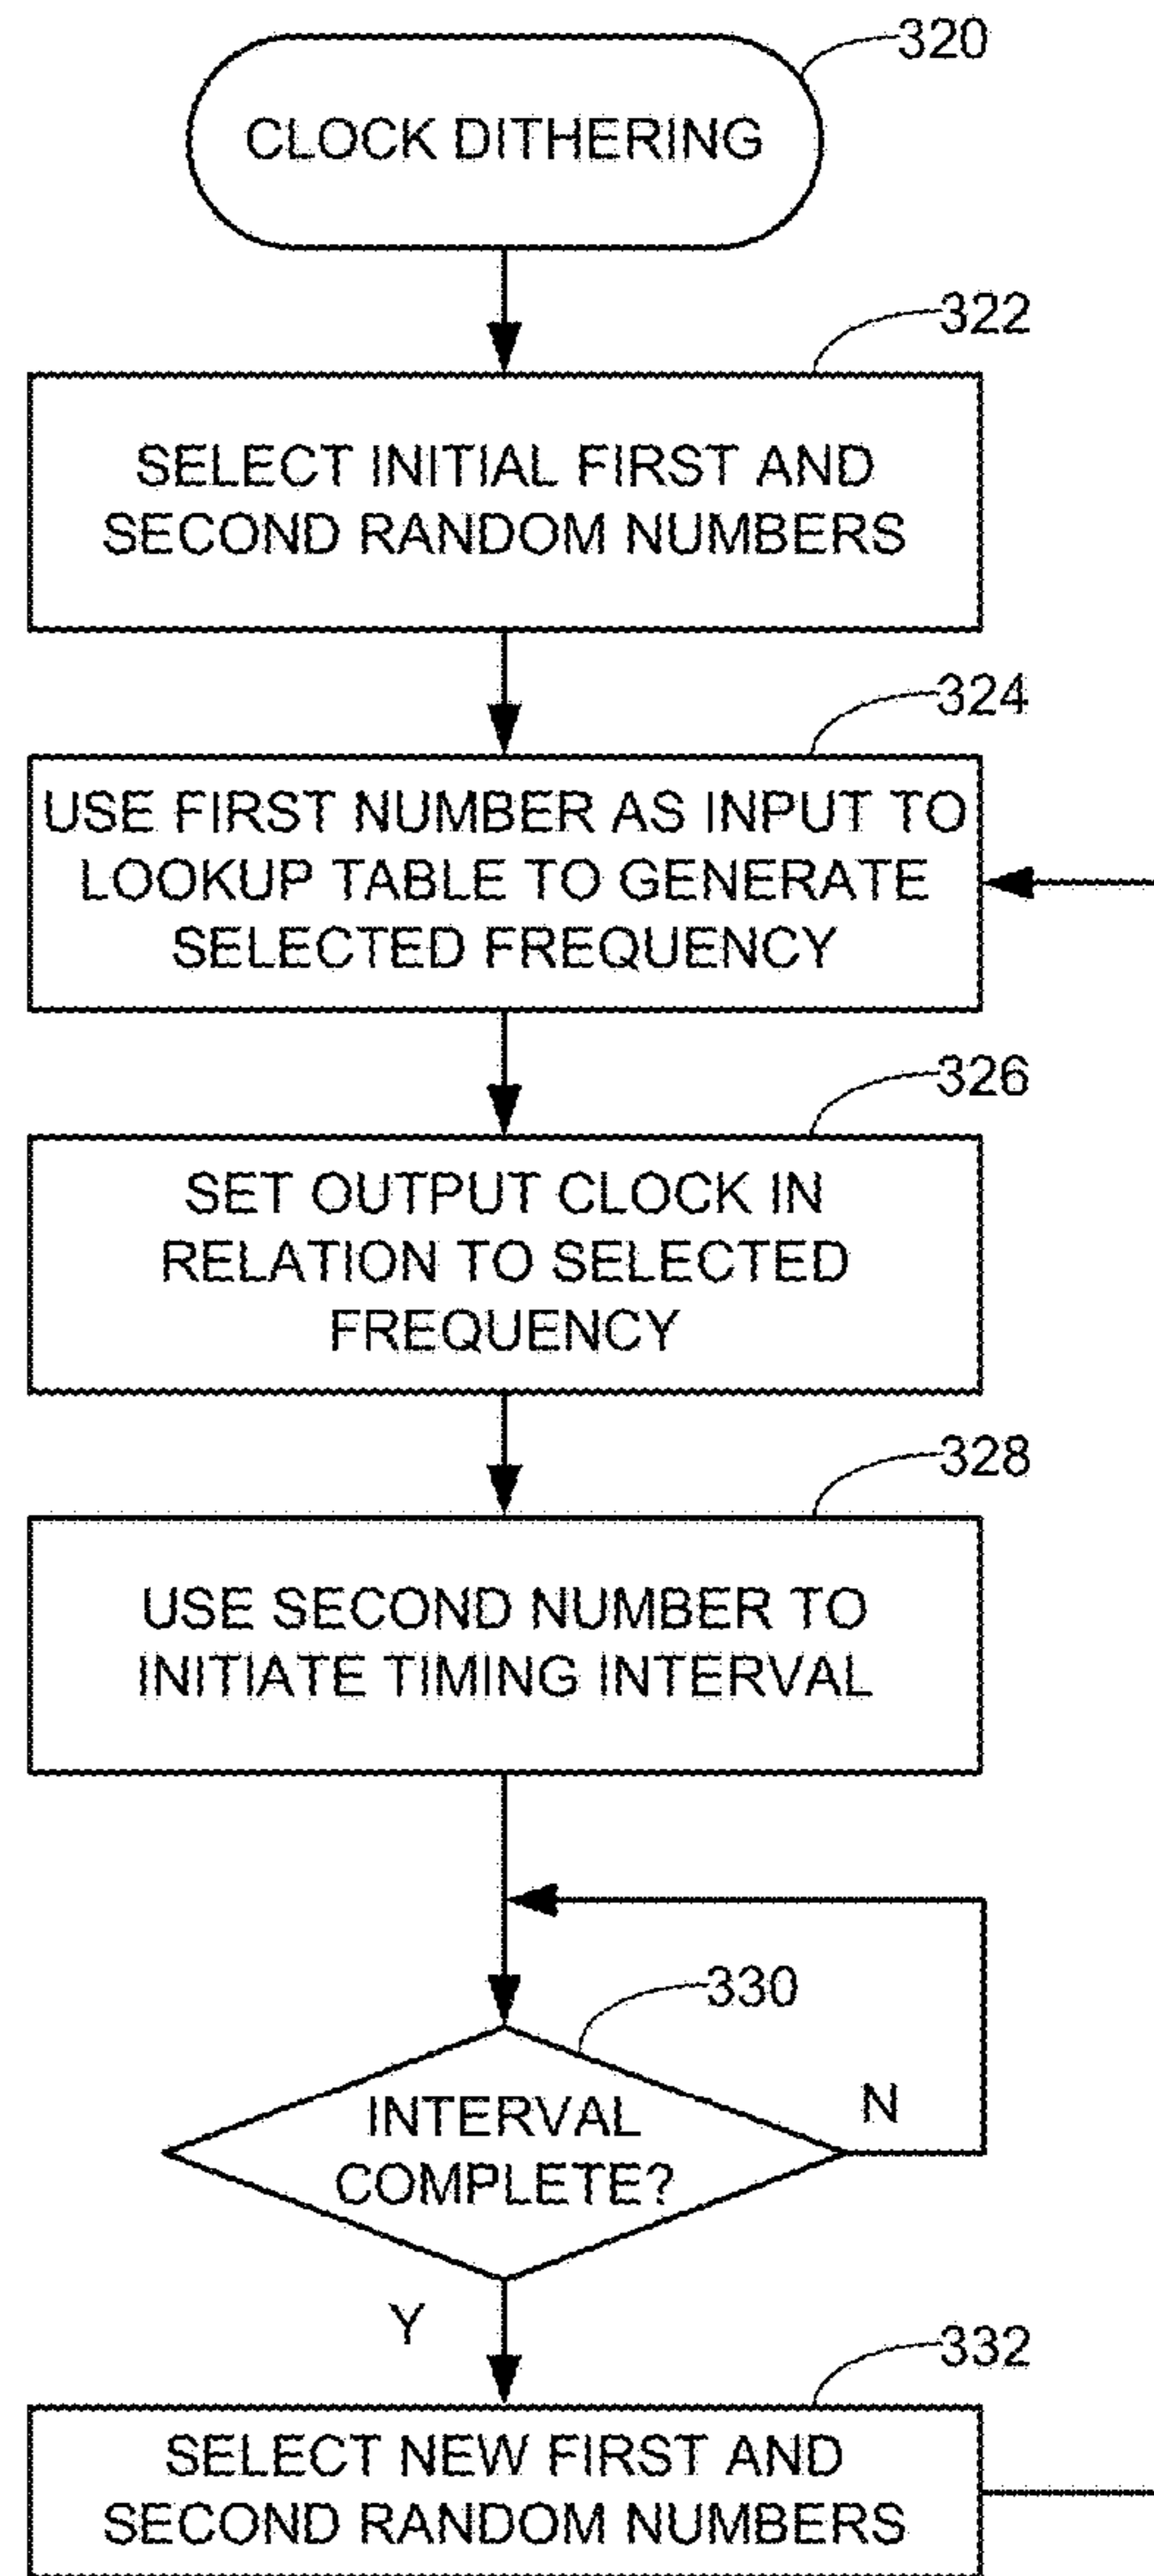 320
CLOCK DITHERING
322
SELECT INITIAL FIRST AND
SECOND RANDOM NUMBERS
324
USE FIRST NUMBER AS INPUT TO
LOOKUP TABLE TO GENERATE
SELECTED FREQUENCY
326
SET OUTPUT CLOCK IN
RELATION TO SELECTED
FREQUENCY
328
USE SECOND NUMBER TO
INITIATE TIMING INTERVAL
330
INTERVAL
COMPLETE?
N
Y
332
SELECT NEW FIRST AND
SECOND RANDOM NUMBERS